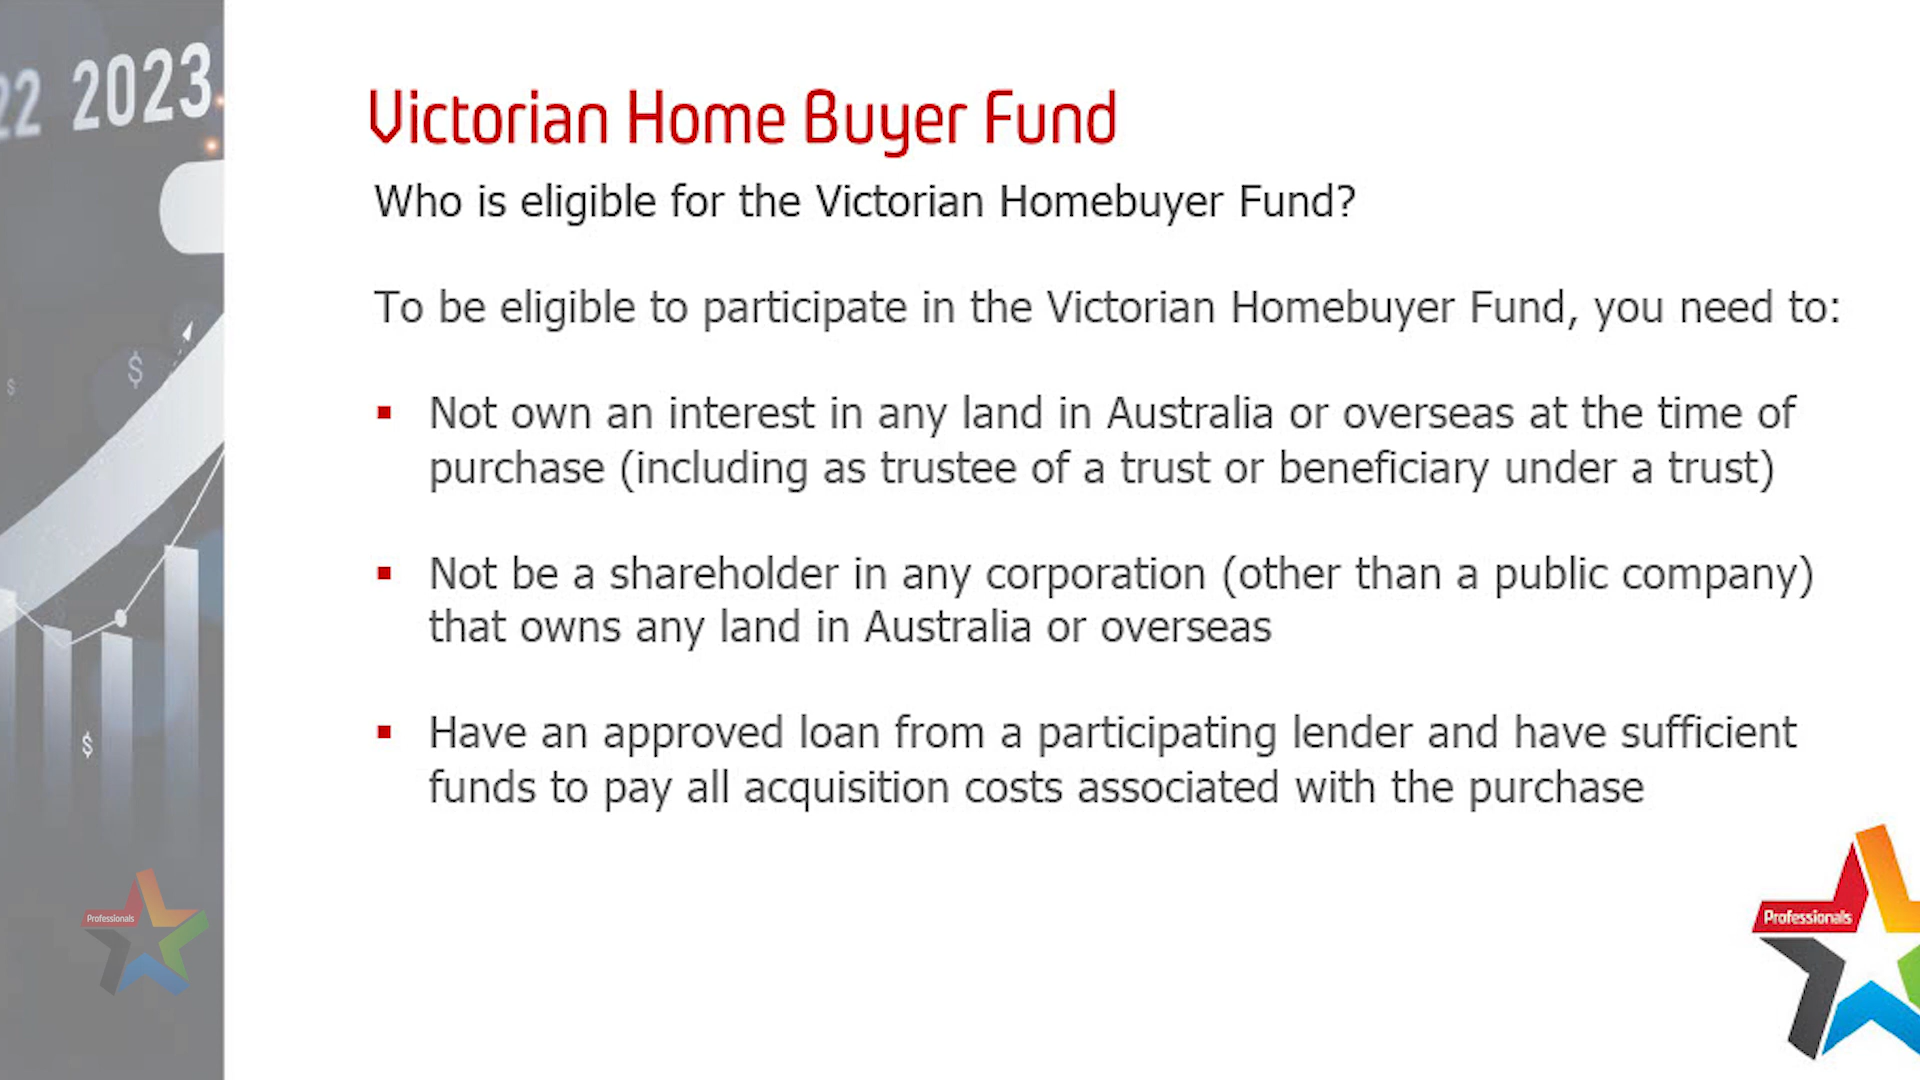 22 2023
Victorian Home Buyer Fund
Who is eligible for the Victorian Homebuyer Fund?
To be eligible to participate in the Victorian Homebuyer Fund, you need to:
▪ Not own an interest in any land in Australia or overseas at the time of
purchase (including as trustee of a trust or beneficiary under a trust)
▪ Not be a shareholder in any corporation (other than a public company)
that owns any land in Australia or overseas
▪ Have an approved loan from a participating lender and have sufficient
funds to pay all acquisition costs associated with the purchase
$
$
$
Professionals
Professionals